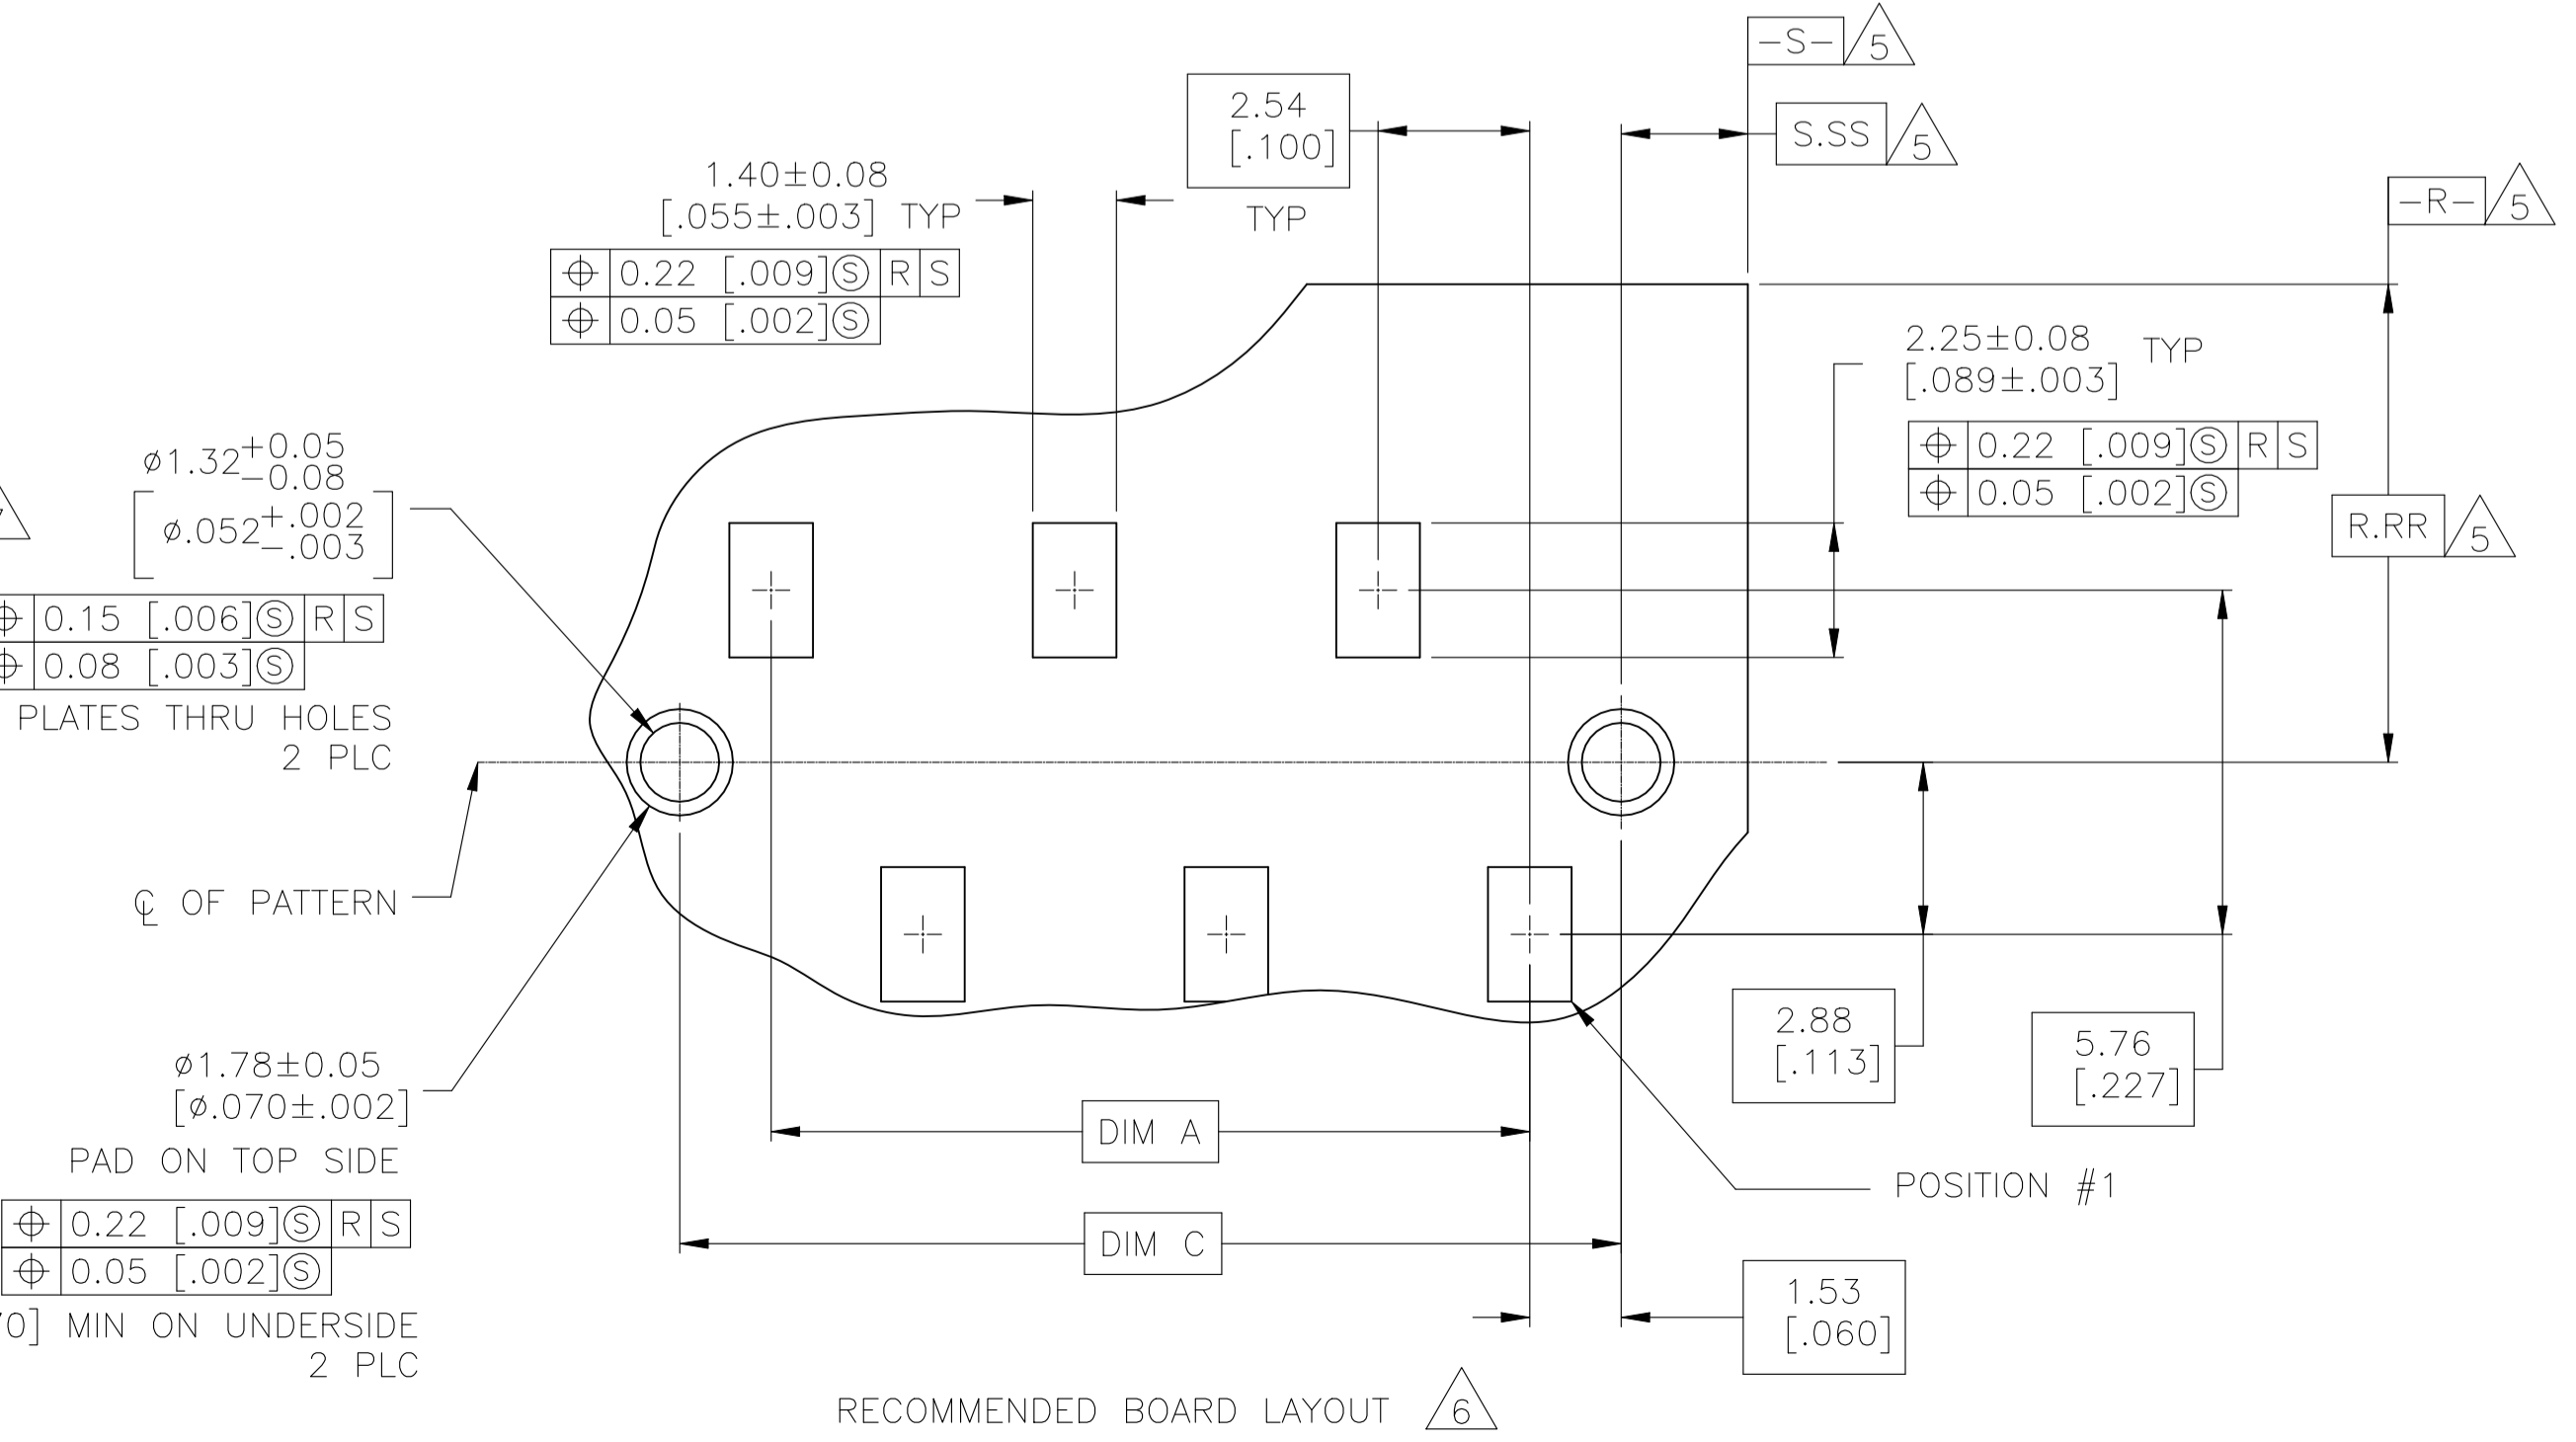 -S- 5
2.54
[.100]
TYP
S.SS 5
1.40±0.08
[.055±.003] TYP
⌖ 0.22 [.009]Ⓢ R S
⌖ 0.05 [.002]Ⓢ
-R- 5
2.25±0.08 TYP
[.089±.003]
⌖ 0.22 [.009]Ⓢ R S
⌖ 0.05 [.002]Ⓢ
R.RR 5
⌀1.32+0.05
-0.08
[⌀.052+.002
-.003]
⌖ 0.15 [.006]Ⓢ R S
⌖ 0.08 [.003]Ⓢ
PLATES THRU HOLES
2 PLC
℄ OF PATTERN
⌀1.78±0.05
[⌀.070±.002]
PAD ON TOP SIDE
⌖ 0.22 [.009]Ⓢ R S
⌖ 0.05 [.002]Ⓢ
0] MIN ON UNDERSIDE
2 PLC
2.88
[.113]
5.76
[.227]
DIM A
POSITION #1
DIM C
1.53
[.060]
RECOMMENDED BOARD LAYOUT 6